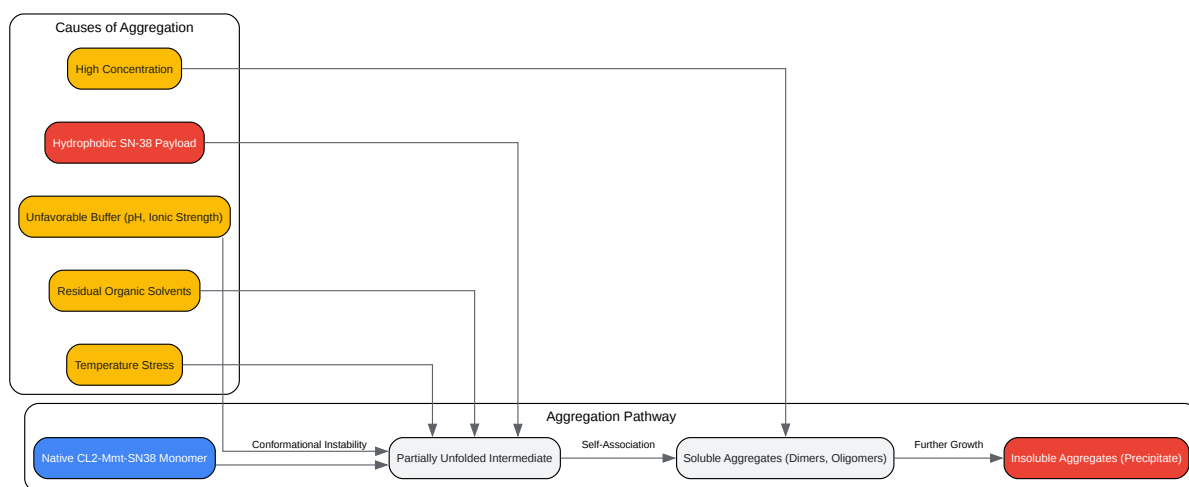 Causes of Aggregation
High Concentration
Hydrophobic SN-38 Payload
Unfavorable Buffer (pH, Ionic Strength)
Residual Organic Solvents
Temperature Stress
Aggregation Pathway
Native CL2-Mmt-SN38 Monomer
Conformational Instability
Partially Unfolded Intermediate
Self-Association
Soluble Aggregates (Dimers, Oligomers)
Further Growth
Insoluble Aggregates (Precipitate)